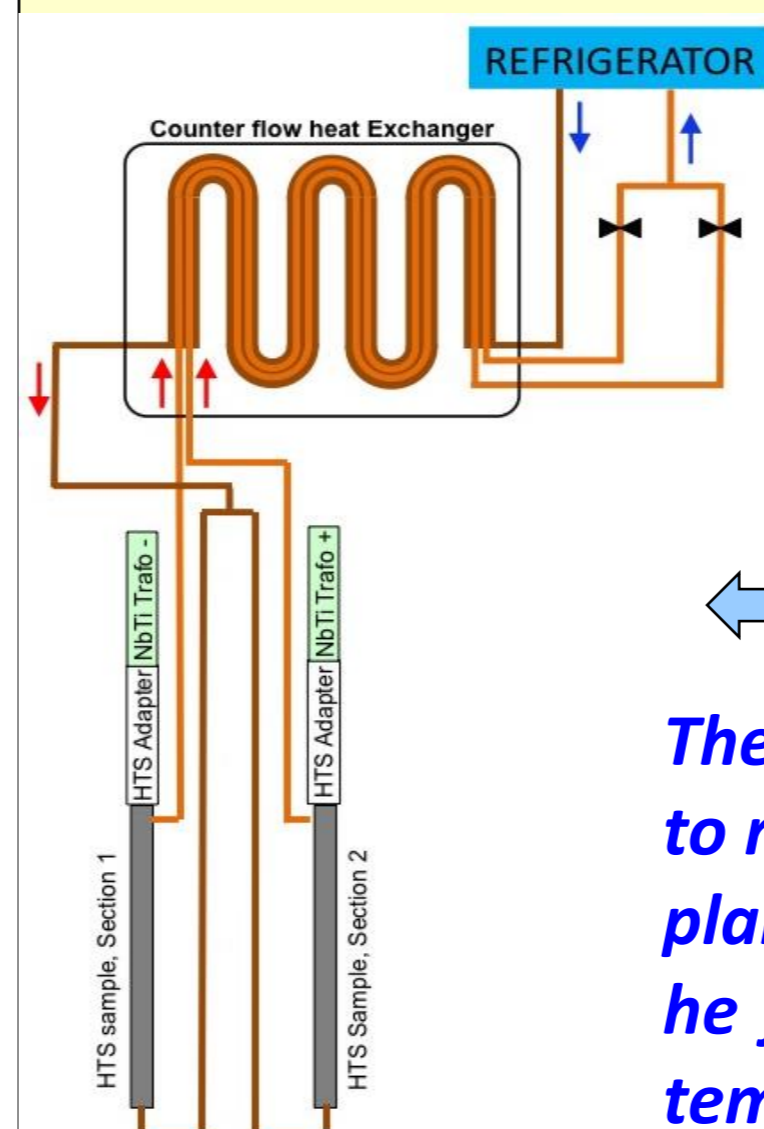 REFRIGERATOR
Counter flow heat Exchanger
NbTi Trafo -
NbTi Trafo +
HTS Adapter
HTS Adapter
HTS sample, Section 1
HTS Sample, Section 2
The
to
plan
he
tem